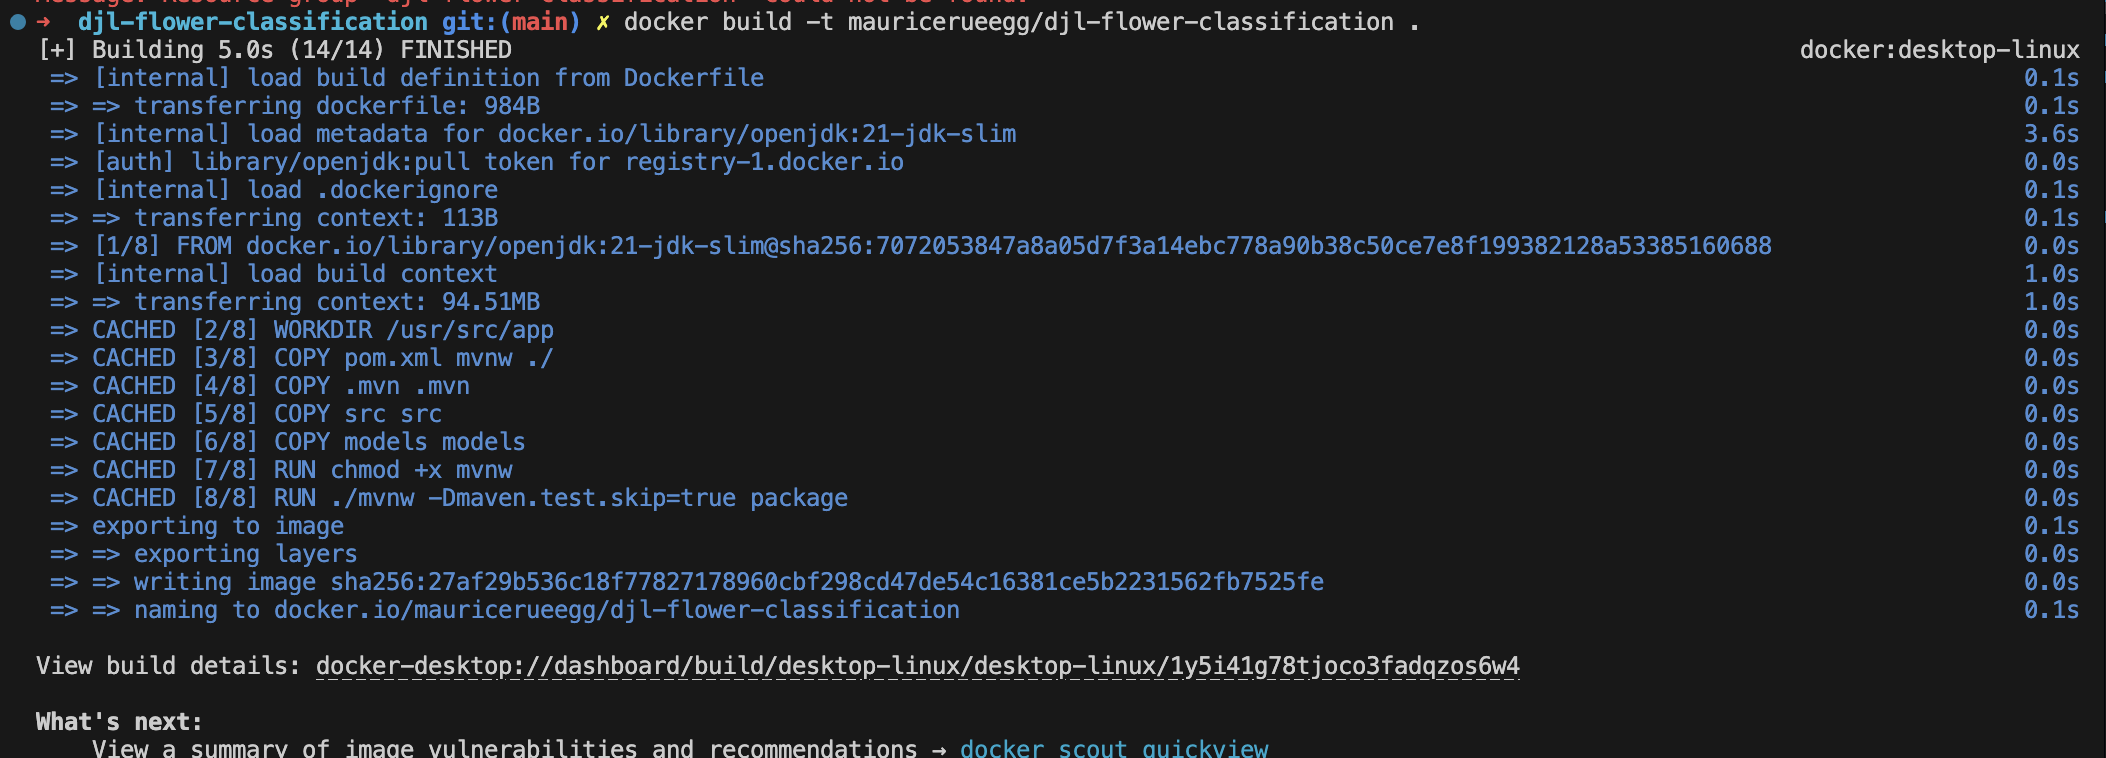 Message: Resource group 'djl-flower-classification' could not be found.
➜ djl-flower-classification git:(main) ✗ docker build -t mauricerueegg/djl-flower-classification .
[+] Building 5.0s (14/14) FINISHED docker:desktop-linux
=> [internal] load build definition from Dockerfile 0.1s
=> => transferring dockerfile: 984B 0.1s
=> [internal] load metadata for docker.io/library/openjdk:21-jdk-slim 3.6s
=> [auth] library/openjdk:pull token for registry-1.docker.io 0.0s
=> [internal] load .dockerignore 0.1s
=> => transferring context: 113B 0.1s
=> [1/8] FROM docker.io/library/openjdk:21-jdk-slim@sha256:7072053847a8a05d7f3a14ebc778a90b38c50ce7e8f199382128a53385160688 0.0s
=> [internal] load build context 1.0s
=> => transferring context: 94.51MB 1.0s
=> CACHED [2/8] WORKDIR /usr/src/app 0.0s
=> CACHED [3/8] COPY pom.xml mvnw ./ 0.0s
=> CACHED [4/8] COPY .mvn .mvn 0.0s
=> CACHED [5/8] COPY src src 0.0s
=> CACHED [6/8] COPY models models 0.0s
=> CACHED [7/8] RUN chmod +x mvnw 0.0s
=> CACHED [8/8] RUN ./mvnw -Dmaven.test.skip=true package 0.0s
=> exporting to image 0.1s
=> => exporting layers 0.0s
=> => writing image sha256:27af29b536c18f77827178960cbf298cd47de54c16381ce5b2231562fb7525fe 0.0s
=> => naming to docker.io/mauricerueegg/djl-flower-classification 0.1s
View build details: docker-desktop://dashboard/build/desktop-linux/desktop-linux/1y5i41g78tjoco3fadqzos6w4
What's next:
View a summary of image vulnerabilities and recommendations → docker scout quickview